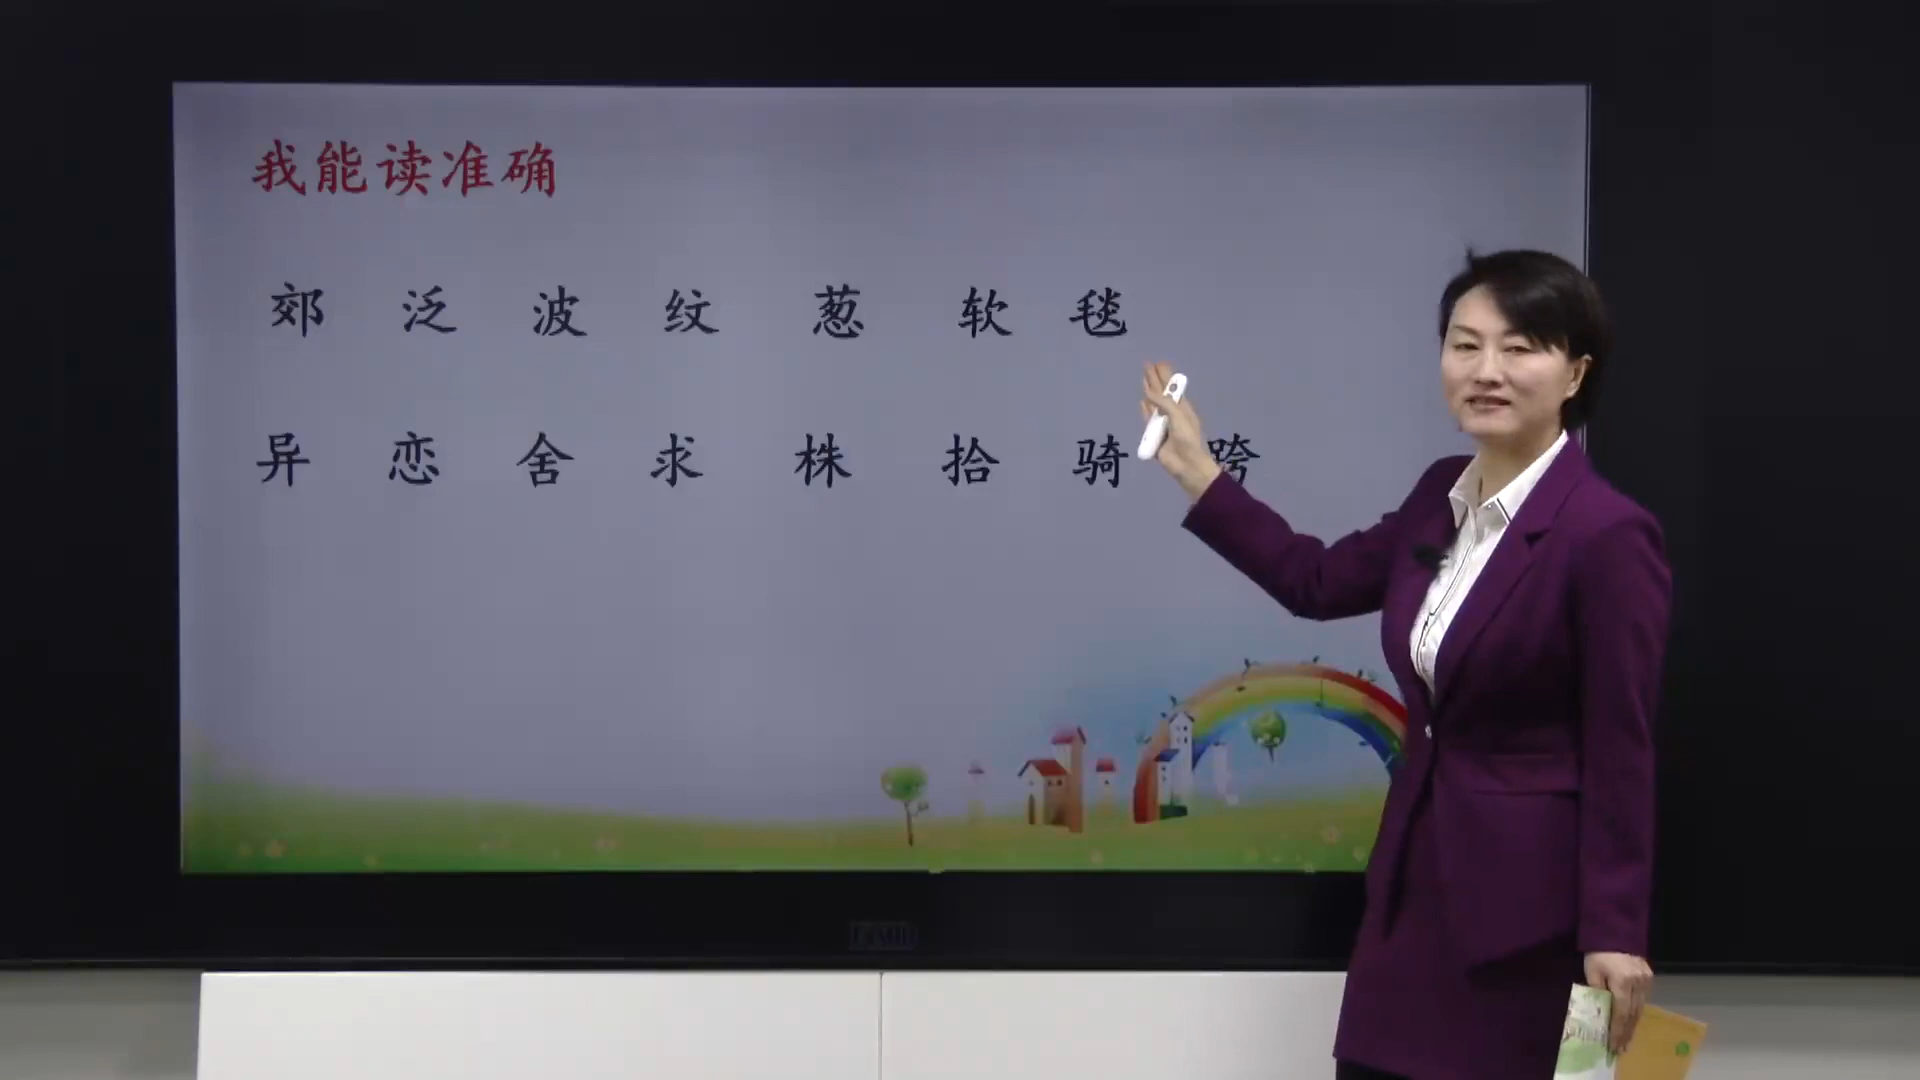 我能读准确
郊 泛 波 纹 葱 软 毯
异 恋 舍 求 株 拾 骑 跨